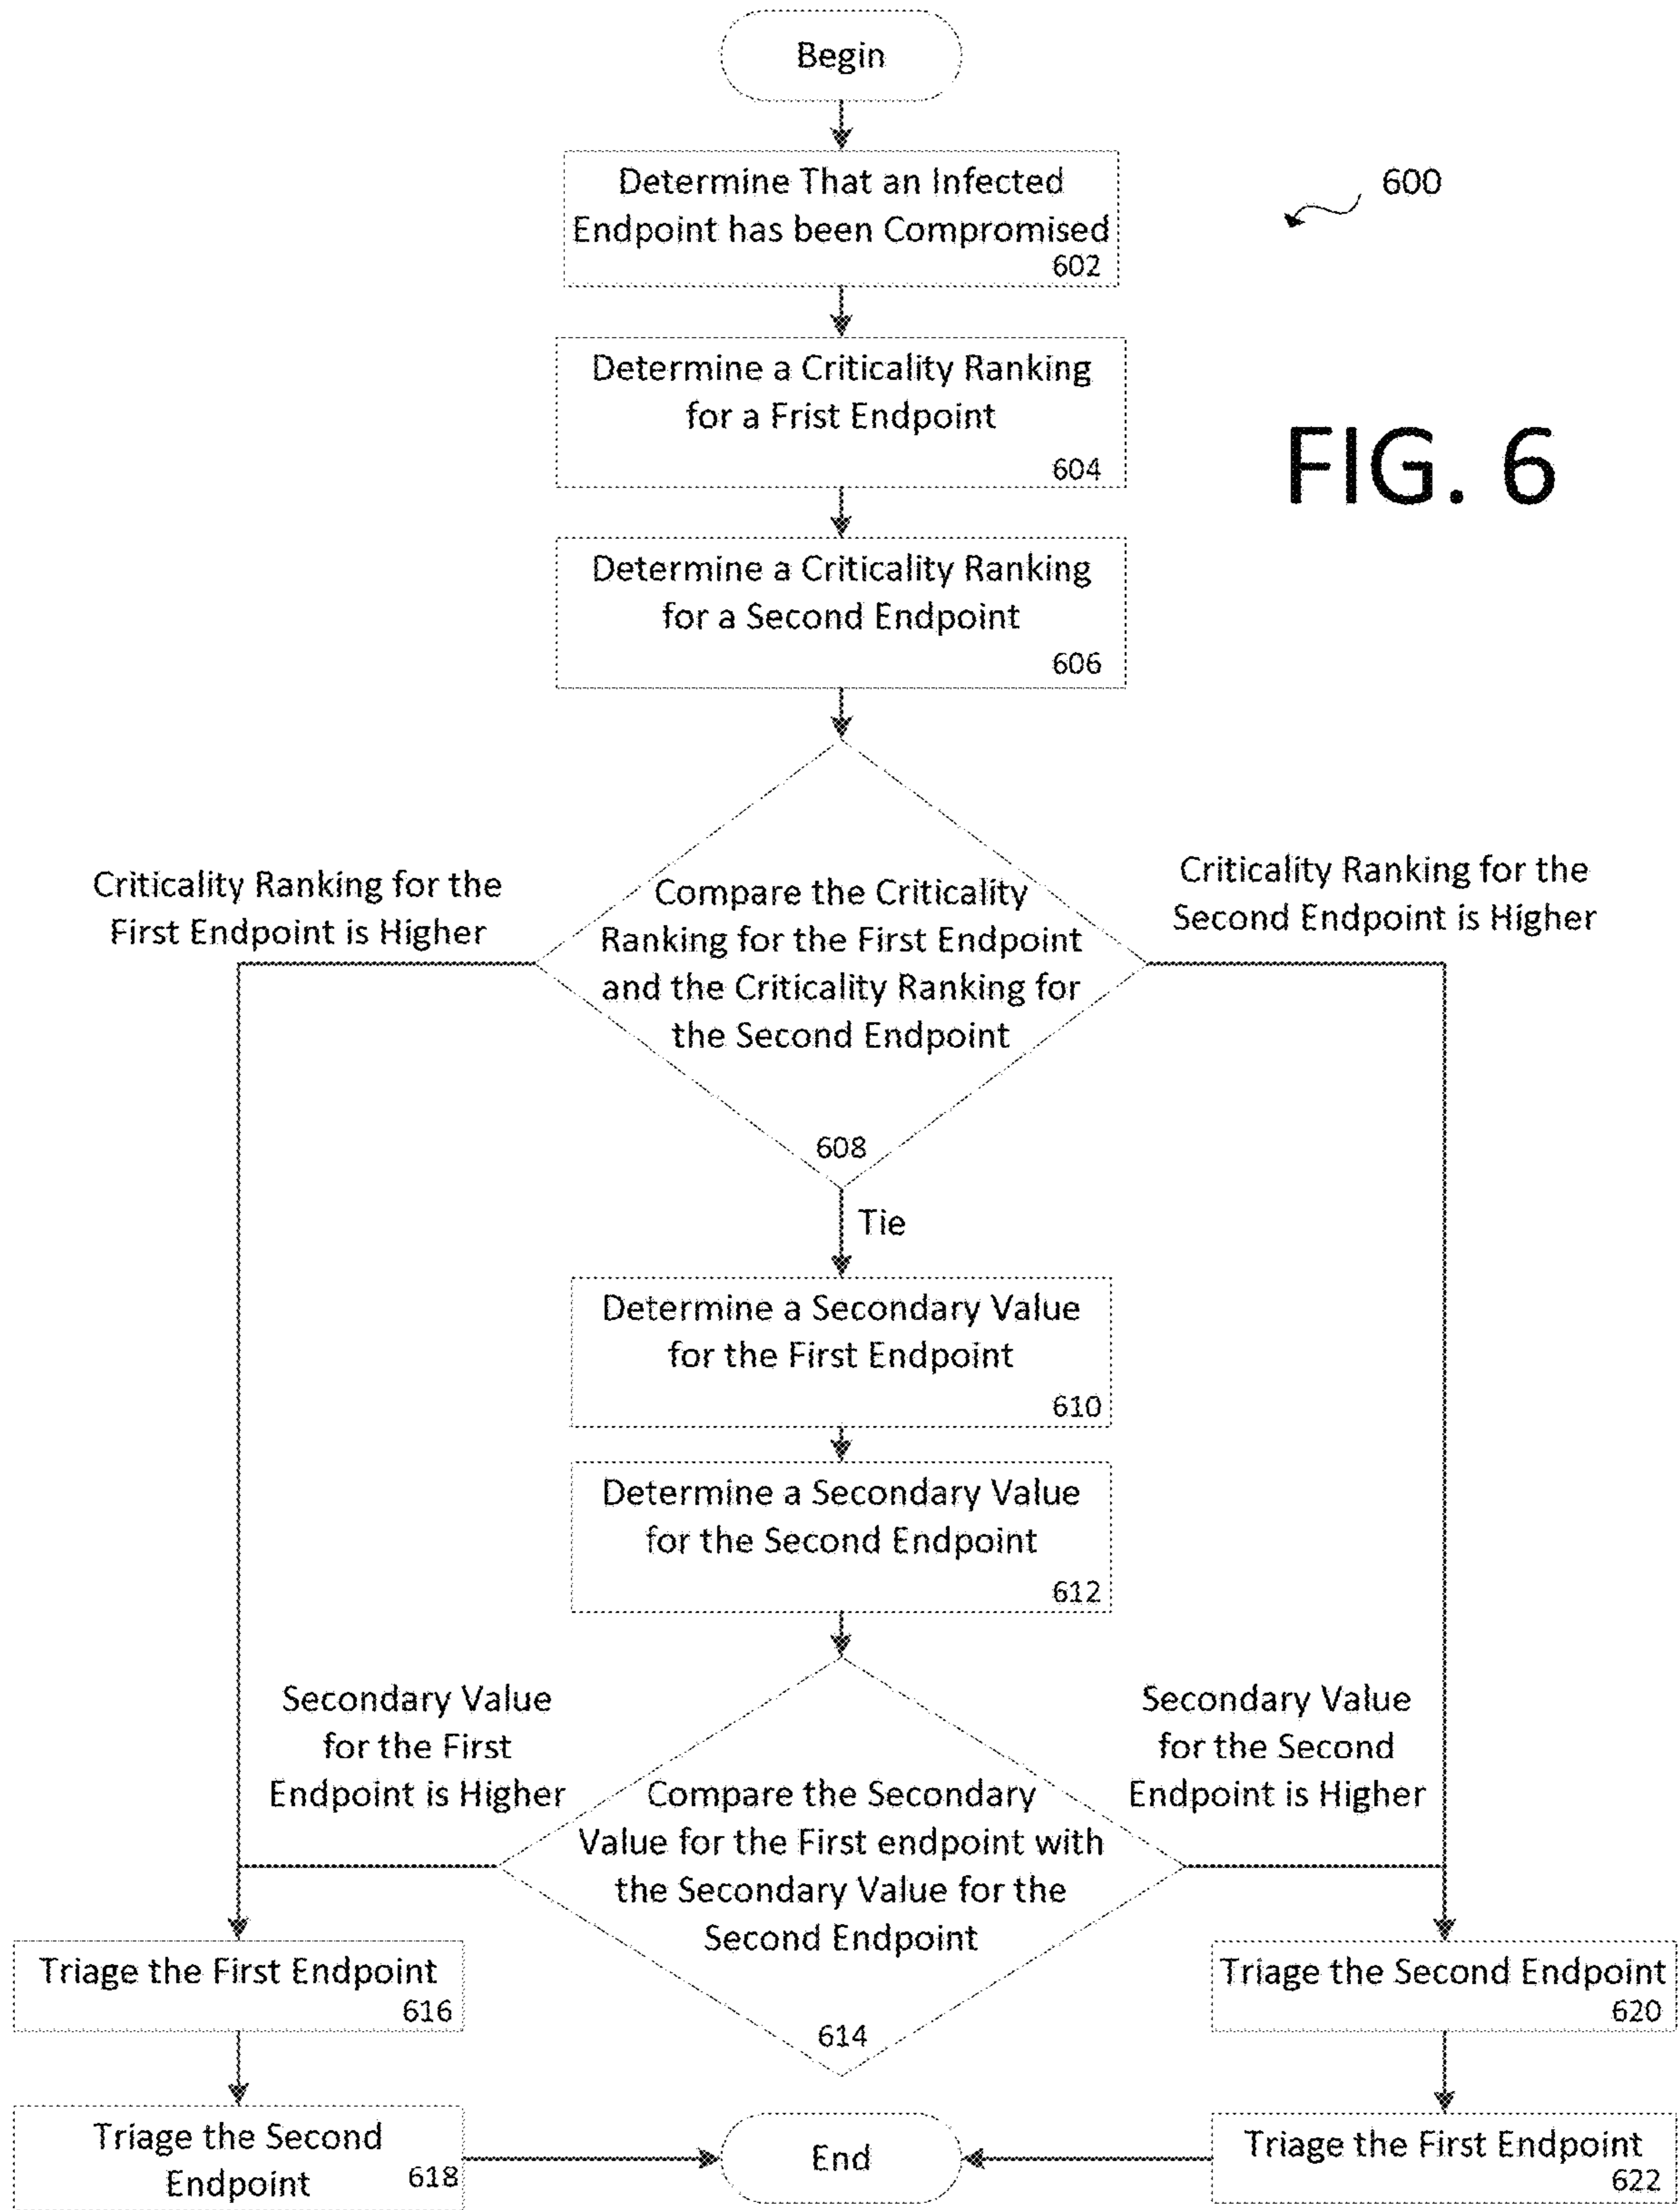 Begin
Determine That an Infected
Endpoint has been Compromised
602
600
Determine a Criticality Ranking
for a Frist Endpoint
604
FIG. 6
Determine a Criticality Ranking
for a Second Endpoint
606
Criticality Ranking for the
First Endpoint is Higher
Compare the Criticality
Ranking for the First Endpoint
and the Criticality Ranking for
the Second Endpoint
608
Criticality Ranking for the
Second Endpoint is Higher
Tie
Determine a Secondary Value
for the First Endpoint
610
Determine a Secondary Value
for the Second Endpoint
612
Secondary Value
for the First
Endpoint is Higher
Compare the Secondary
Value for the First endpoint with
the Secondary Value for the
Second Endpoint
614
Secondary Value
for the Second
Endpoint is Higher
Triage the First Endpoint
616
Triage the Second Endpoint
620
Triage the Second
Endpoint
618
End
Triage the First Endpoint
622